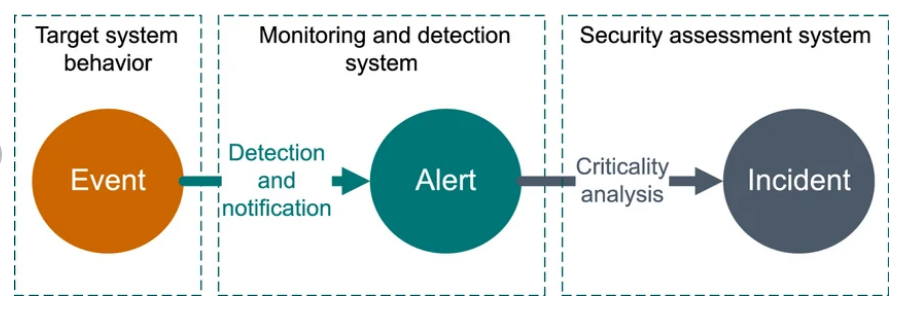 Target system
behavior
Monitoring and detection
system
Security assessment system
Event
Detection
and
notification
Alert
Criticality
analysis
Incident